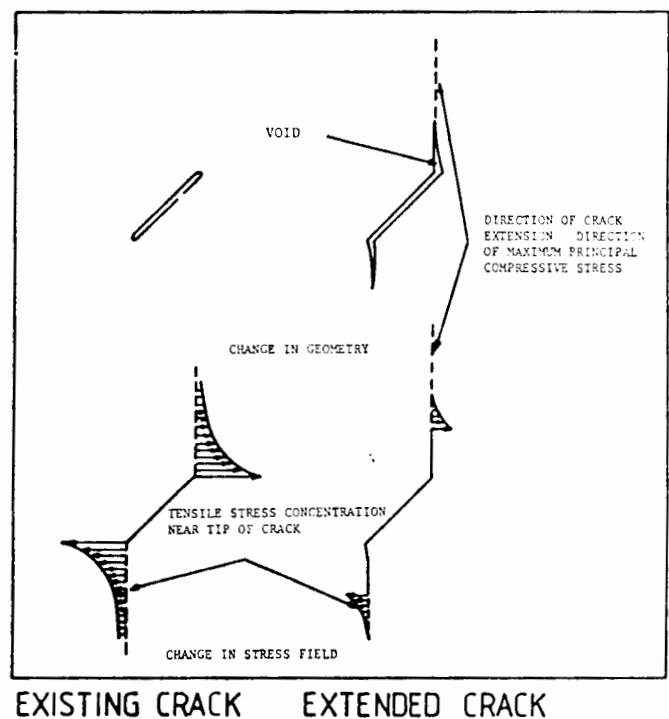 VOID
DIRECTION OF CRACK
EXTENSION DIRECTION
OF MAXIMUM PRINCIPAL
COMPRESSIVE STRESS
CHANGE IN GEOMETRY
TENSILE STRESS CONCENTRATION
NEAR TIP OF CRACK
CHANGE IN STRESS FIELD
EXISTING CRACK EXTENDED CRACK